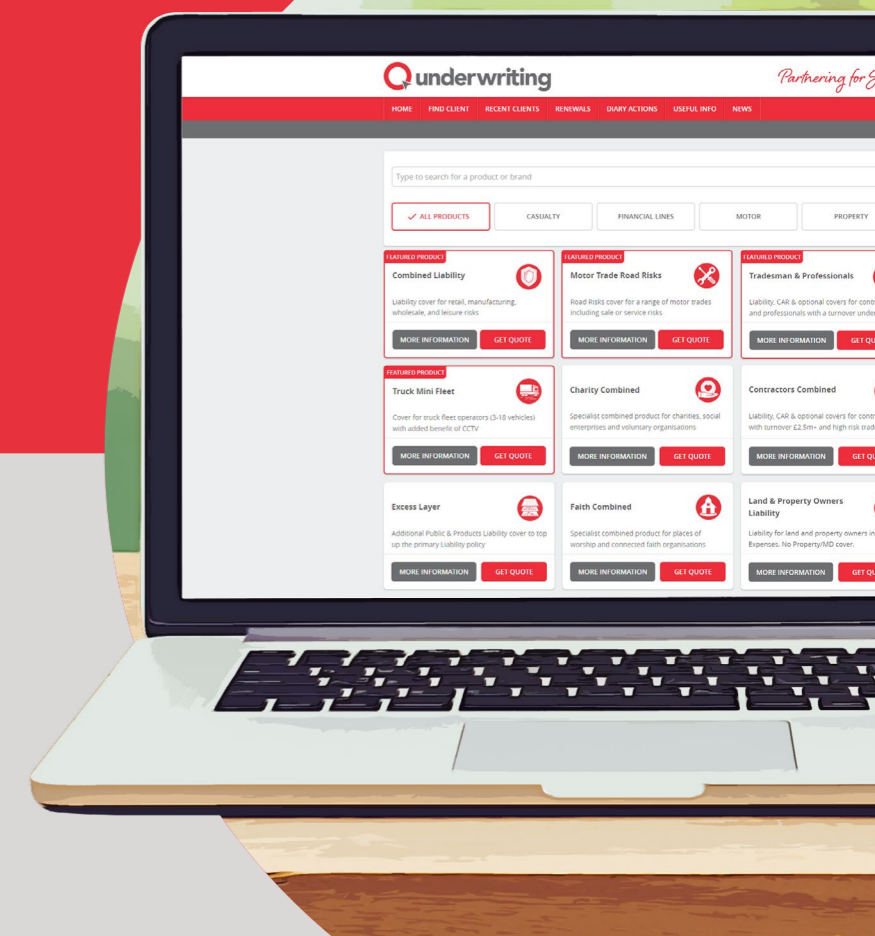 Q underwriting
Partnering for
HOME FIND CLIENT RECENT CLIENTS RENEWALS DIARY ACTIONS USEFUL INFO NEWS
Type to search for a product or brand
ALL PRODUCTS CASUALTY FINANCIAL LINES MOTOR PROPERTY
FEATURED PRODUCT FEATURED PRODUCT FEATURED PRODUCT
Combined Liability Motor Trade Road Risks Tradesman & Professionals
Liability cover for retail, manufacturing, Road Risks cover for a range of motor trades Liability, CAR & optional covers for
wholesale, and leisure risks including sale or service risks and professionals with a turnover
MORE INFORMATION GET QUOTE MORE INFORMATION GET QUOTE MORE INFORMATION GET
FEATURED PRODUCT
Truck Mini Fleet Charity Combined Contractors Combined
Cover for truck fleet operators (3-18 vehicles) Specialist combined product for charities, social Liability, CAR & optional covers for
with added benefit of CCTV enterprises and voluntary organisations with turnover £2.5m+ and high risk
MORE INFORMATION GET QUOTE MORE INFORMATION GET QUOTE MORE INFORMATION GET
Excess Layer Faith Combined Land & Property Owners
Liability
Additional Public & Products Liability cover to top Specialist combined product for places of Liability for land and property owners
up the primary Liability policy worship and connected faith organisations Expenses. No Property/MD cover.
MORE INFORMATION GET QUOTE MORE INFORMATION GET QUOTE MORE INFORMATION GET